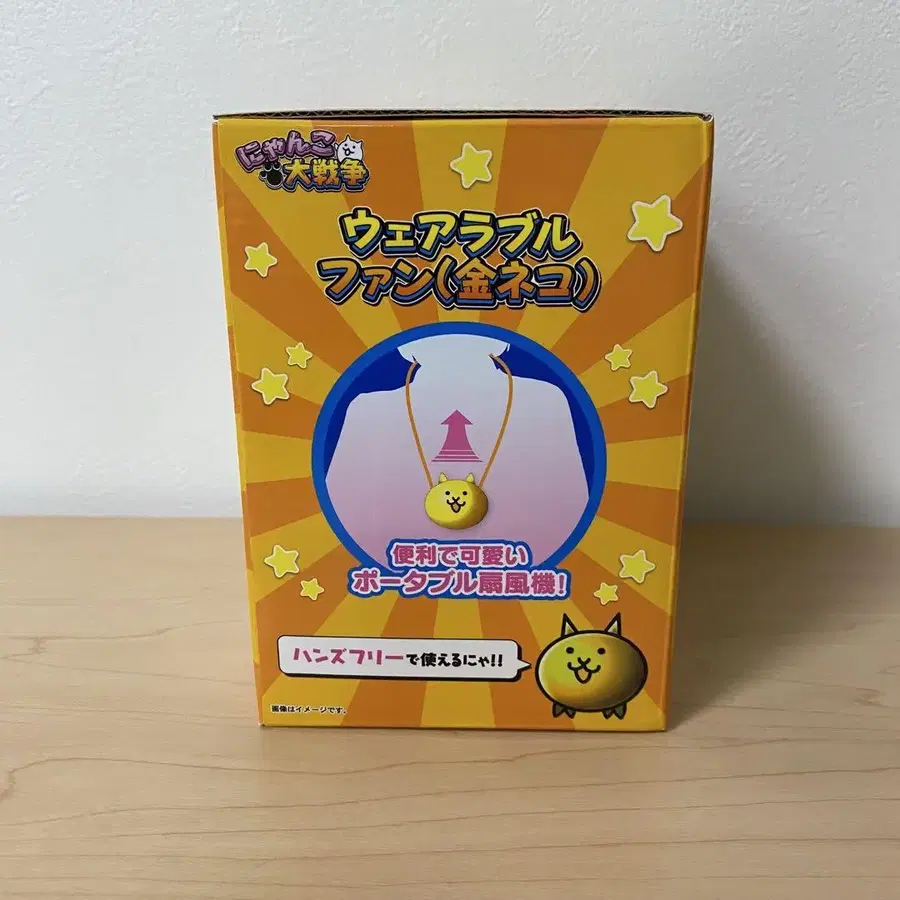 にゃんこ
大戦争
ウェアラブル
ファン(金ネコ)
便利で可愛い
ポータブル扇風機!
ハンズフリーで使えるにゃ!!
画像はイメージです。